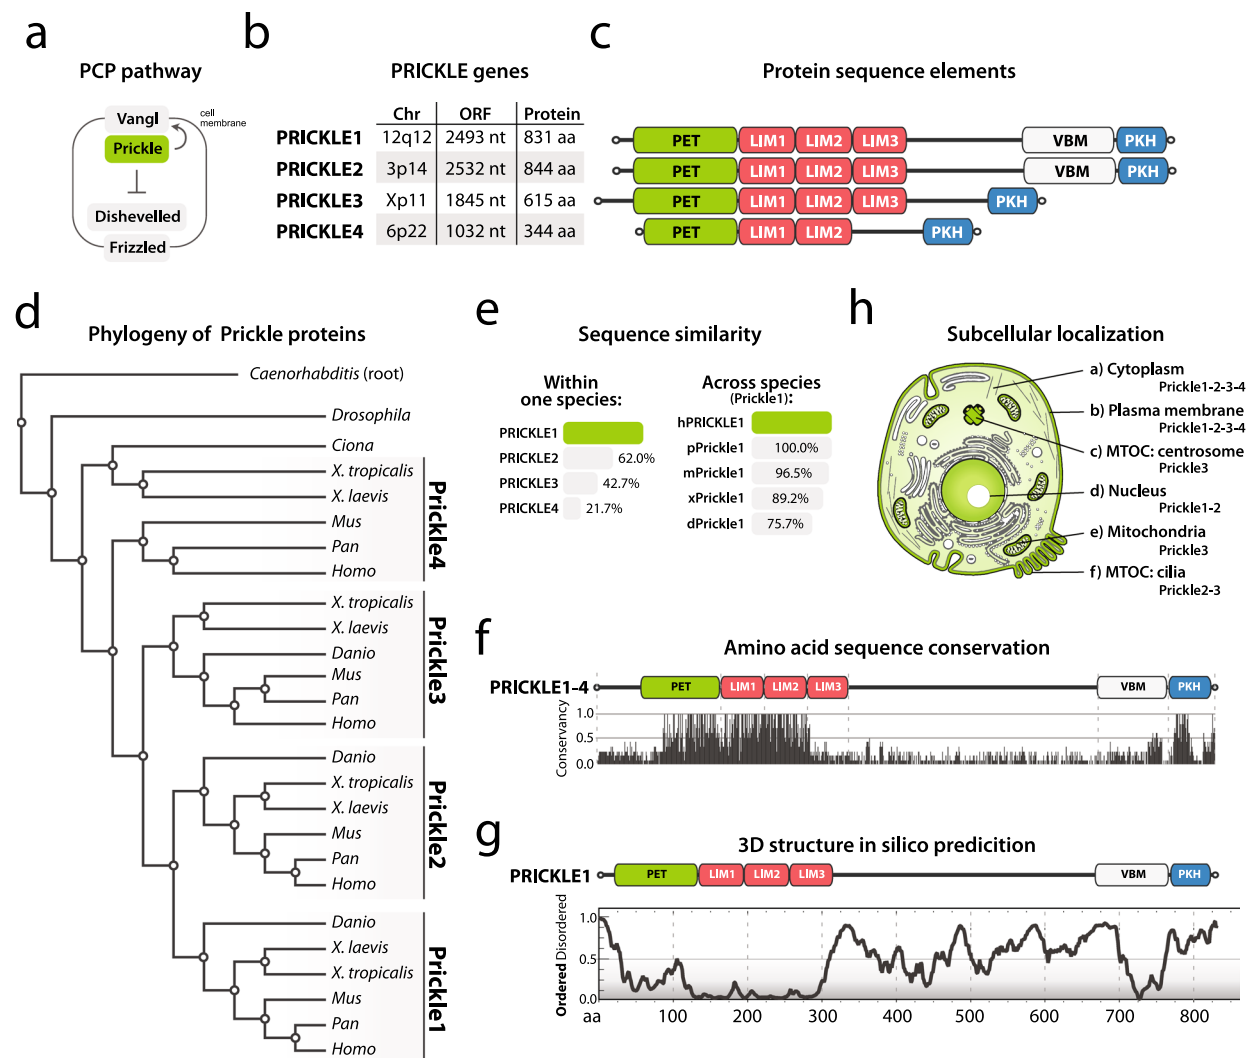 a
PCP pathway
Vangl
cell
membrane
Prickle
Dishevelled
Frizzled
b
PRICKLE genes
Chr ORF Protein
PRICKLE1 12q12 2493 nt 831 aa
PRICKLE2 3p14 2532 nt 844 aa
PRICKLE3 Xp11 1845 nt 615 aa
PRICKLE4 6p22 1032 nt 344 aa
c
Protein sequence elements
PET LIM1 LIM2 LIM3 VBM PKH
PET LIM1 LIM2 LIM3 VBM PKH
PET LIM1 LIM2 LIM3 PKH
PET LIM1 LIM2 PKH
d
Phylogeny of Prickle proteins
Caenorhabditis (root)
Drosophila
Ciona
X. tropicalis
X. laevis
Mus
Pan
Homo
Prickle4
X. tropicalis
X. laevis
Danio
Mus
Pan
Homo
Prickle3
Danio
X. tropicalis
X. laevis
Mus
Pan
Homo
Prickle2
Danio
X. laevis
X. tropicalis
Mus
Pan
Homo
Prickle1
e
Sequence similarity
Within
one species:
PRICKLE1
PRICKLE2 62.0%
PRICKLE3 42.7%
PRICKLE4 21.7%
Across species
(Prickle1):
hPRICKLE1
pPrickle1 100.0%
mPrickle1 96.5%
xPrickle1 89.2%
dPrickle1 75.7%
h
Subcellular localization
a) Cytoplasm
Prickle1-2-3-4
b) Plasma membrane
Prickle1-2-3-4
c) MTOC: centrosome
Prickle3
d) Nucleus
Prickle1-2
e) Mitochondria
Prickle3
f) MTOC: cilia
Prickle2-3
f
Amino acid sequence conservation
PRICKLE1-4 PET LIM1 LIM2 LIM3 VBM PKH
Conservancy
1.0
0.5
0.0
g
3D structure in silico predicition
PRICKLE1 PET LIM1 LIM2 LIM3 VBM PKH
Ordered Disordered
1.0
0.5
0.0
aa 100 200 300 400 500 600 700 800